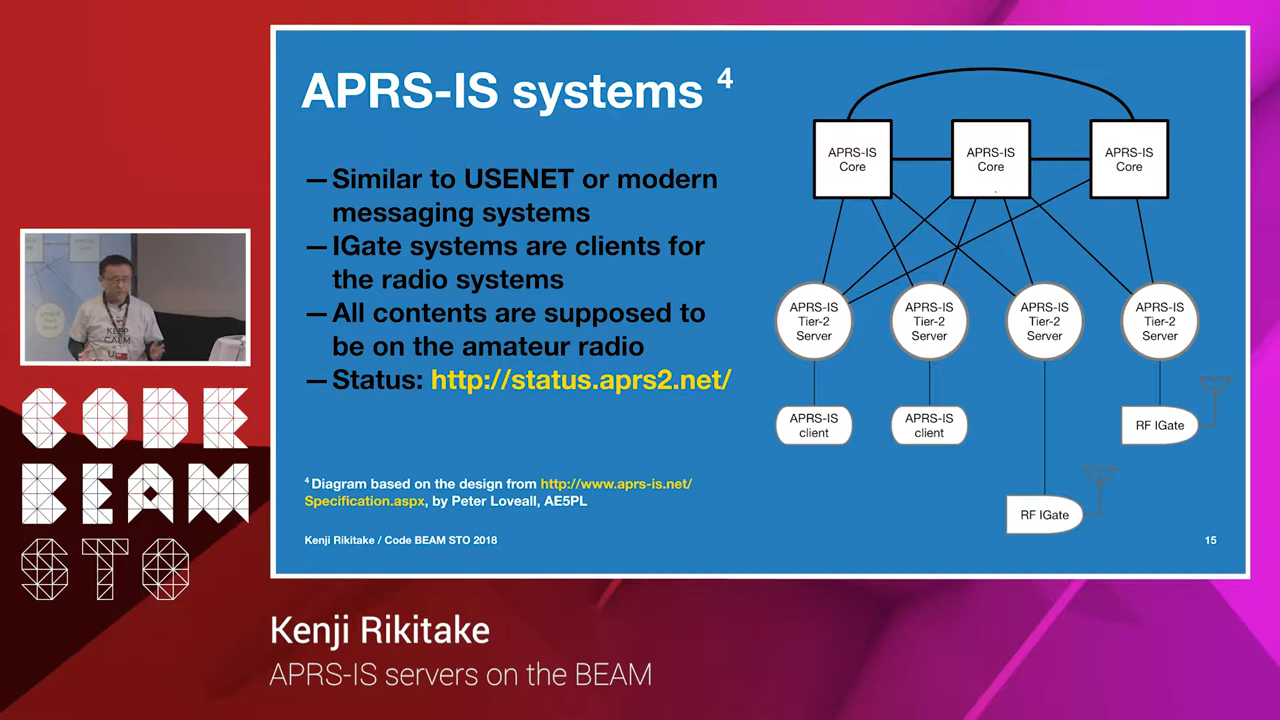 APRS-IS systems 4
—Similar to USENET or modern
messaging systems
—IGate systems are clients for
the radio systems
—All contents are supposed to
be on the amateur radio
—Status: http://status.aprs2.net/
4 Diagram based on the design from http://www.aprs-is.net/
Specification.aspx, by Peter Loveall, AE5PL
Kenji Rikitake / Code BEAM STO 2018
15
APRS-IS
Core
APRS-IS
Core
APRS-IS
Core
APRS-IS
Tier-2
Server
APRS-IS
Tier-2
Server
APRS-IS
Tier-2
Server
APRS-IS
Tier-2
Server
APRS-IS
client
APRS-IS
client
RF IGate
RF IGate
KEEP
CALM
CODE
BEAM
STO
Kenji Rikitake
APRS-IS servers on the BEAM